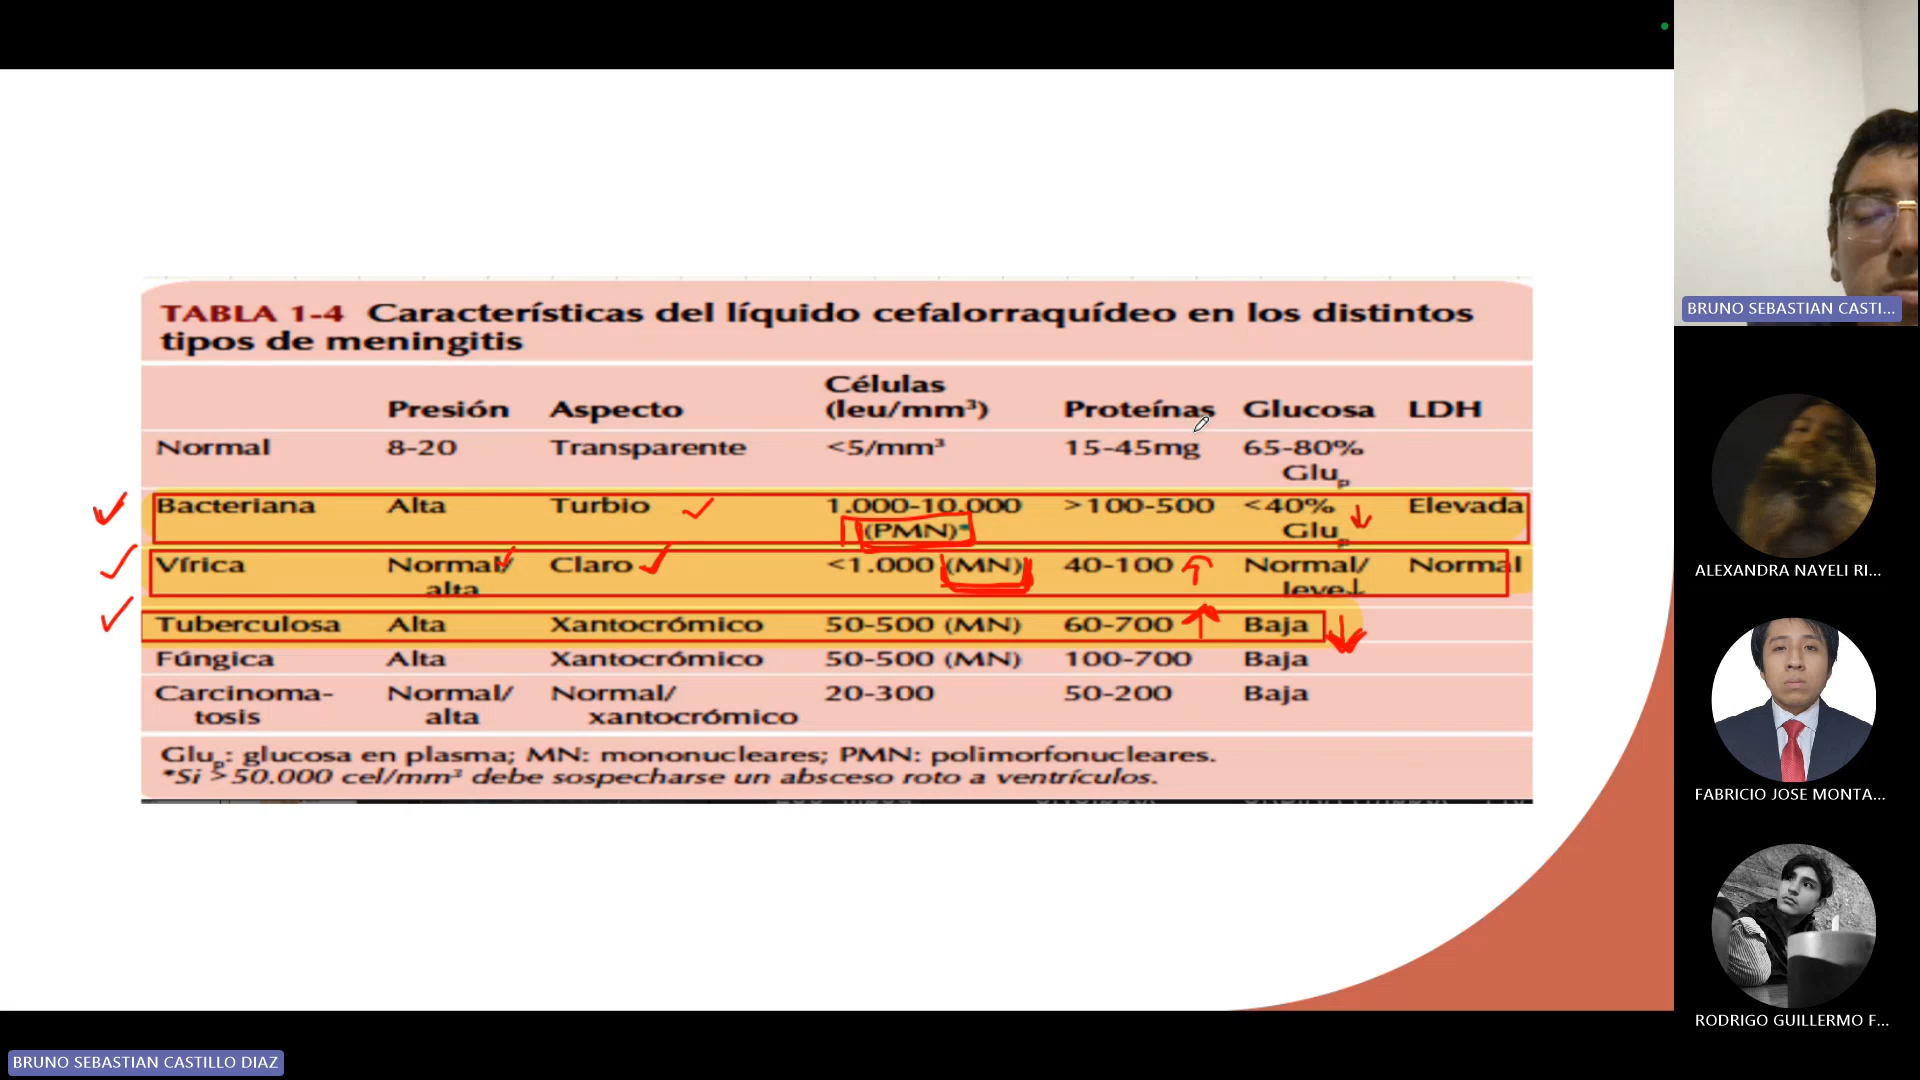 TABLA 1-4 Características del líquido cefalorraquídeo en los distintos
tipos de meningitis
Presión Aspecto Células (leu/mm³) Proteínas Glucosa LDH
Normal 8-20 Transparente <5/mm³ 15-45mg 65-80% Glup
Bacteriana Alta Turbio 1.000-10.000 (PMN)* >100-500 <40% Glup Elevada
Vírica Normal/alta Claro <1.000 (MN) 40-100 Normal/leve↓ Normal
Tuberculosa Alta Xantocrómico 50-500 (MN) 60-700 Baja
Fúngica Alta Xantocrómico 50-500 (MN) 100-700 Baja
Carcinoma-tosis Normal/alta Normal/xantocrómico 20-300 50-200 Baja
Glup: glucosa en plasma; MN: mononucleares; PMN: polimorfonucleares.
*Si >50.000 cel/mm³ debe sospecharse un absceso roto a ventrículos.
BRUNO SEBASTIAN CASTI...
ALEXANDRA NAYELI RI...
FABRICIO JOSE MONTA...
RODRIGO GUILLERMO F...
BRUNO SEBASTIAN CASTILLO DIAZ